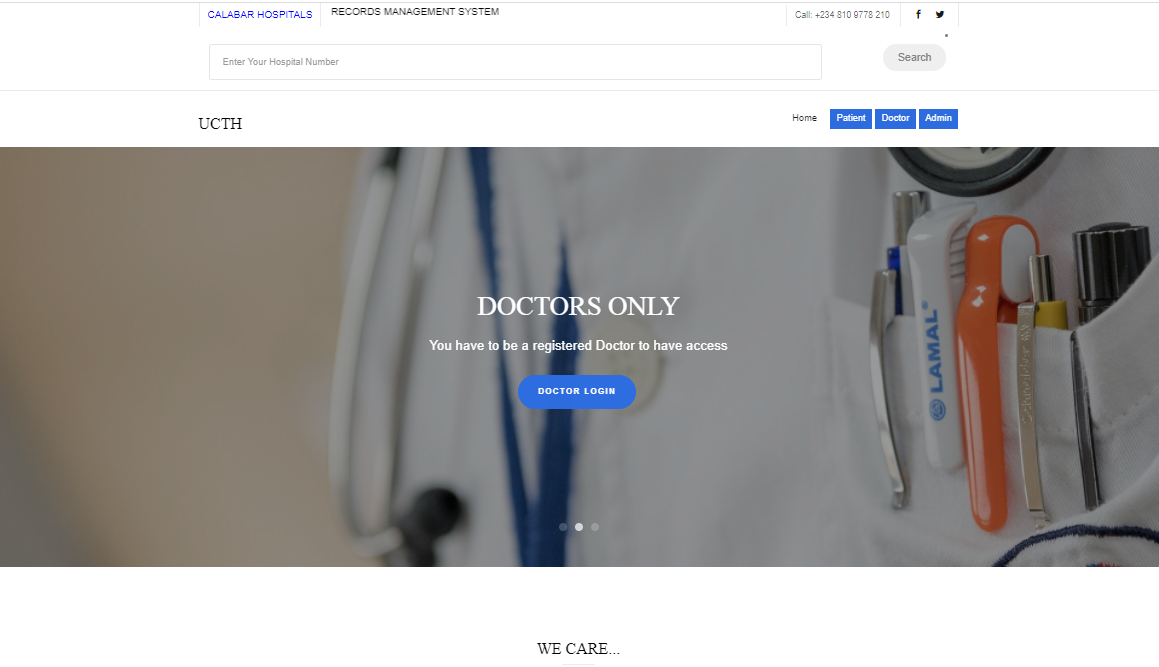 CALABAR HOSPITALS
RECORDS MANAGEMENT SYSTEM
Call: +234 810 9778 210
Enter Your Hospital Number
Search
UCTH
Home
Patient
Doctor
Admin
DOCTORS ONLY
You have to be a registered Doctor to have access
DOCTOR LOGIN
LAMAL
WE CARE...